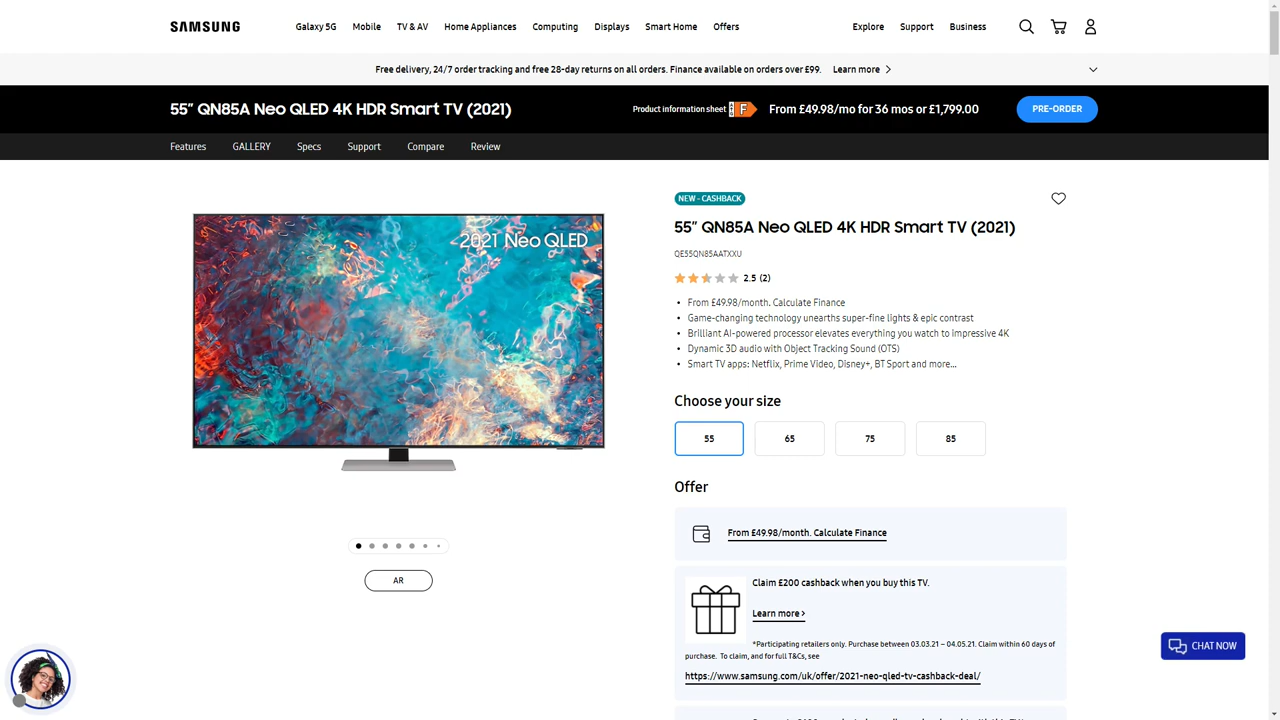 SAMSUNG
Galaxy 5G Mobile TV & AV Home Appliances Computing Displays Smart Home Offers Explore Support Business
Free delivery, 24/7 order tracking and free 28-day returns on all orders. Finance available on orders over £99. Learn more
55” QN85A Neo QLED 4K HDR Smart TV (2021)
Product information sheet F From £49.98/mo for 36 mos or £1,799.00 PRE-ORDER
Features GALLERY Specs Support Compare Review
2021 Neo QLED
NEW - CASHBACK
55” QN85A Neo QLED 4K HDR Smart TV (2021)
QE55QN85AATXXU
2.5 (2)
• From £49.98/month. Calculate Finance
• Game-changing technology unearths super-fine lights & epic contrast
• Brilliant AI-powered processor elevates everything you watch to impressive 4K
• Dynamic 3D audio with Object Tracking Sound (OTS)
• Smart TV apps: Netflix, Prime Video, Disney+, BT Sport and more...
Choose your size
55 65 75 85
Offer
From £49.98/month. Calculate Finance
Claim £200 cashback when you buy this TV.
Learn more >
*Participating retailers only. Purchase between 03.03.21 – 04.05.21. Claim within 60 days of
purchase. To claim, and for full T&Cs, see
https://www.samsung.com/uk/offer/2021-neo-qled-tv-cashback-deal/
AR
CHAT NOW